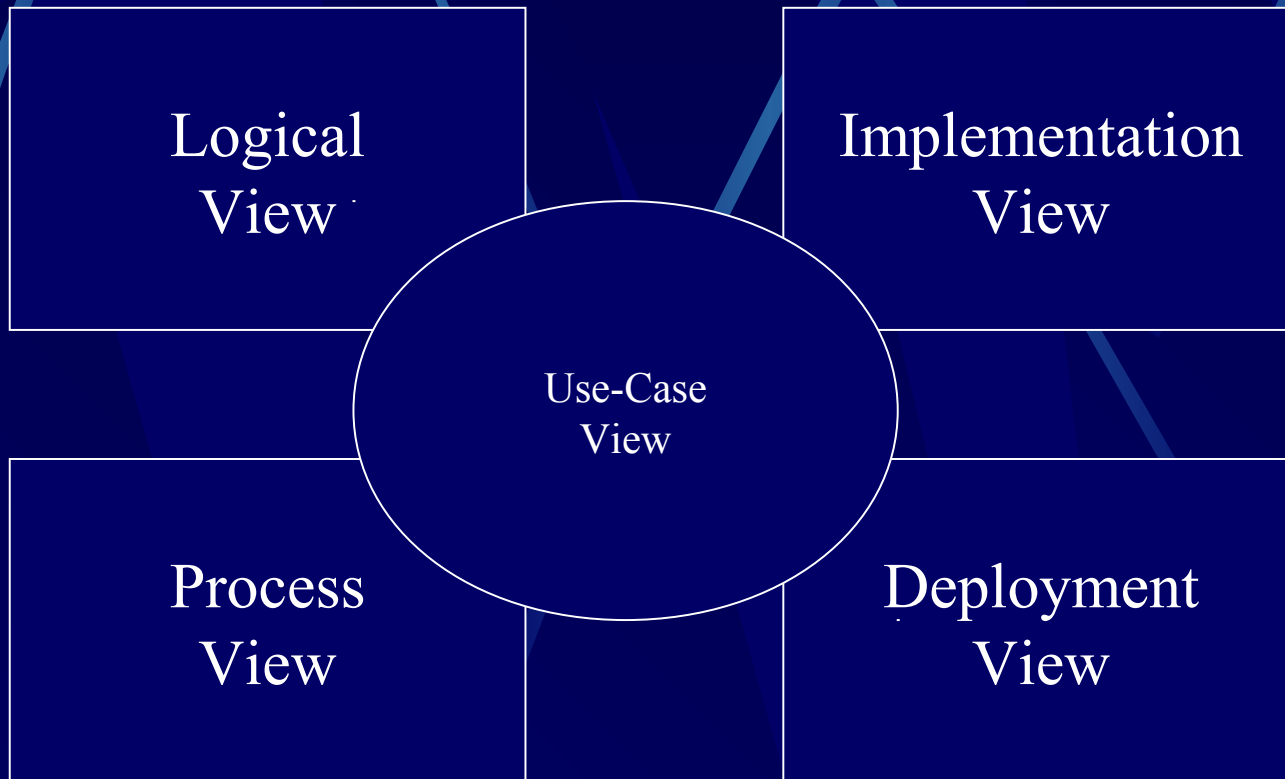 Logical
View
Implementation
View
Use-Case
View
Process
View
Deployment
View